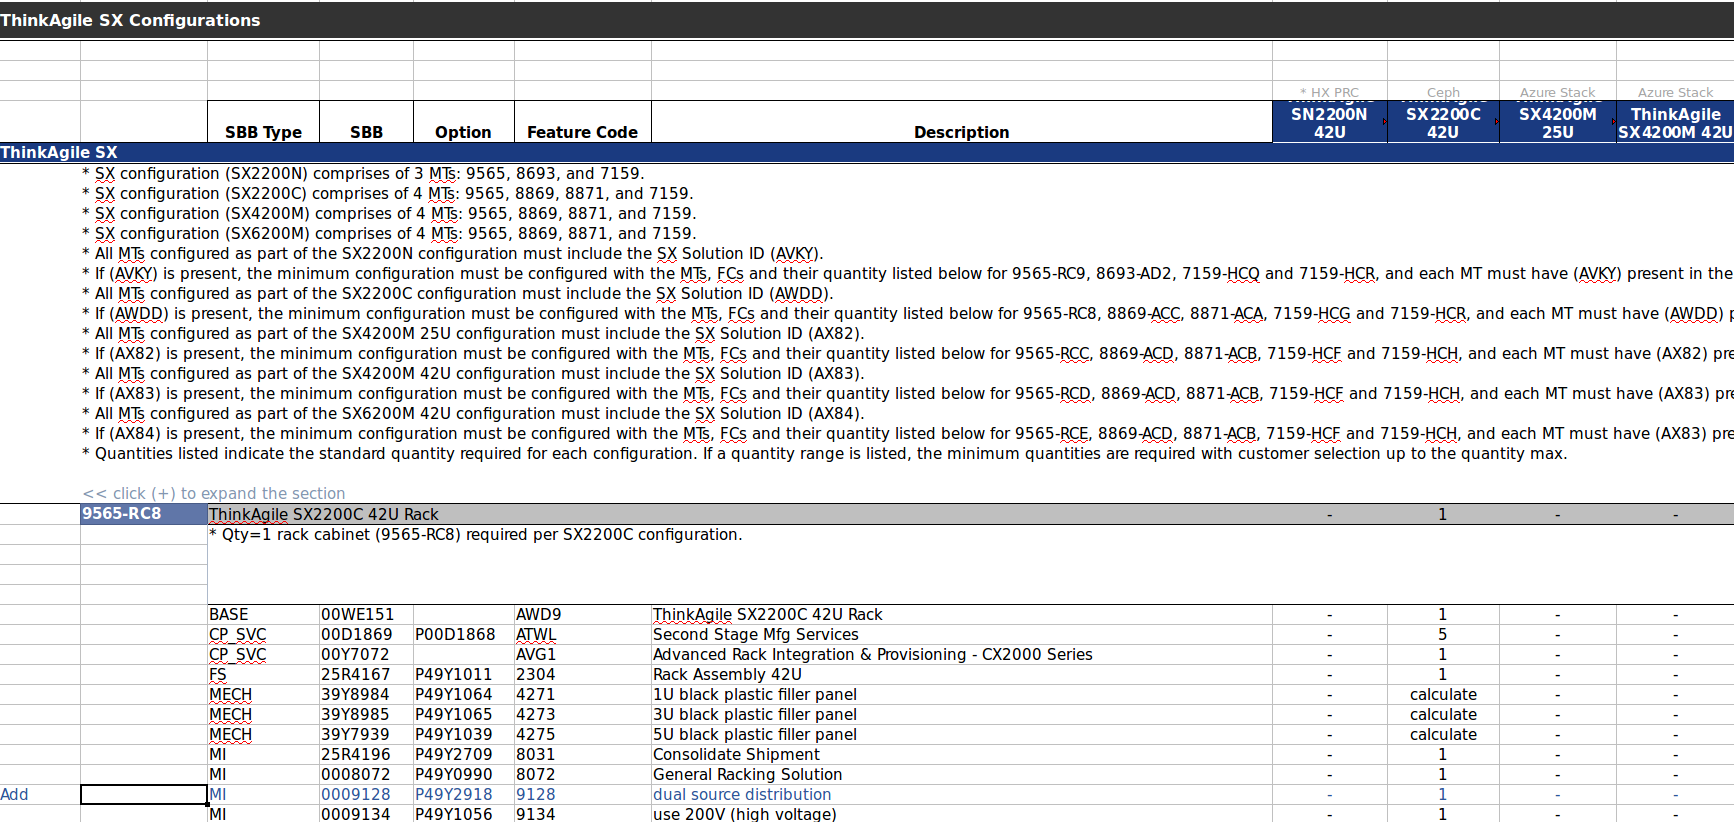 ThinkAgile SX Configurations
* HX PRC Ceph Azure Stack Azure Stack
SBB Type SBB Option Feature Code Description SN2200N 42U SX2200C 42U SX4200M 25U ThinkAgile SX4200M 42U
ThinkAgile SX
* SX configuration (SX2200N) comprises of 3 MTs: 9565, 8693, and 7159.
* SX configuration (SX2200C) comprises of 4 MTs: 9565, 8869, 8871, and 7159.
* SX configuration (SX4200M) comprises of 4 MTs: 9565, 8869, 8871, and 7159.
* SX configuration (SX6200M) comprises of 4 MTs: 9565, 8869, 8871, and 7159.
* All MTs configured as part of the SX2200N configuration must include the SX Solution ID (AVKY).
* If (AVKY) is present, the minimum configuration must be configured with the MTs, FCs and their quantity listed below for 9565-RC9, 8693-AD2, 7159-HCQ and 7159-HCR, and each MT must have (AVKY) present in the
* All MTs configured as part of the SX2200C configuration must include the SX Solution ID (AWDD).
* If (AWDD) is present, the minimum configuration must be configured with the MTs, FCs and their quantity listed below for 9565-RC8, 8869-ACC, 8871-ACA, 7159-HCG and 7159-HCR, and each MT must have (AWDD) p
* All MTs configured as part of the SX4200M 25U configuration must include the SX Solution ID (AX82).
* If (AX82) is present, the minimum configuration must be configured with the MTs, FCs and their quantity listed below for 9565-RCC, 8869-ACD, 8871-ACB, 7159-HCF and 7159-HCH, and each MT must have (AX82) pre
* All MTs configured as part of the SX4200M 42U configuration must include the SX Solution ID (AX83).
* If (AX83) is present, the minimum configuration must be configured with the MTs, FCs and their quantity listed below for 9565-RCD, 8869-ACD, 8871-ACB, 7159-HCF and 7159-HCH, and each MT must have (AX83) pre
* All MTs configured as part of the SX6200M 42U configuration must include the SX Solution ID (AX84).
* If (AX84) is present, the minimum configuration must be configured with the MTs, FCs and their quantity listed below for 9565-RCE, 8869-ACD, 8871-ACB, 7159-HCF and 7159-HCH, and each MT must have (AX83) pre
* Quantities listed indicate the standard quantity required for each configuration. If a quantity range is listed, the minimum quantities are required with customer selection up to the quantity max.
<< click (+) to expand the section
9565-RC8 ThinkAgile SX2200C 42U Rack - 1 - -
* Qty=1 rack cabinet (9565-RC8) required per SX2200C configuration.
BASE 00WE151 AWD9 ThinkAgile SX2200C 42U Rack - 1 - -
CP_SVC 00D1869 P00D1868 ATWL Second Stage Mfg Services - 5 - -
CP_SVC 00Y7072 AVG1 Advanced Rack Integration & Provisioning - CX2000 Series - 1 - -
FS 25R4167 P49Y1011 2304 Rack Assembly 42U - 1 - -
MECH 39Y8984 P49Y1064 4271 1U black plastic filler panel - calculate - -
MECH 39Y8985 P49Y1065 4273 3U black plastic filler panel - calculate - -
MECH 39Y7939 P49Y1039 4275 5U black plastic filler panel - calculate - -
MI 25R4196 P49Y2709 8031 Consolidate Shipment - 1 - -
MI 0008072 P49Y0990 8072 General Racking Solution - 1 - -
Add MI 0009128 P49Y2918 9128 dual source distribution - 1 - -
MI 0009134 P49Y1056 9134 use 200V (high voltage) - 1 - -